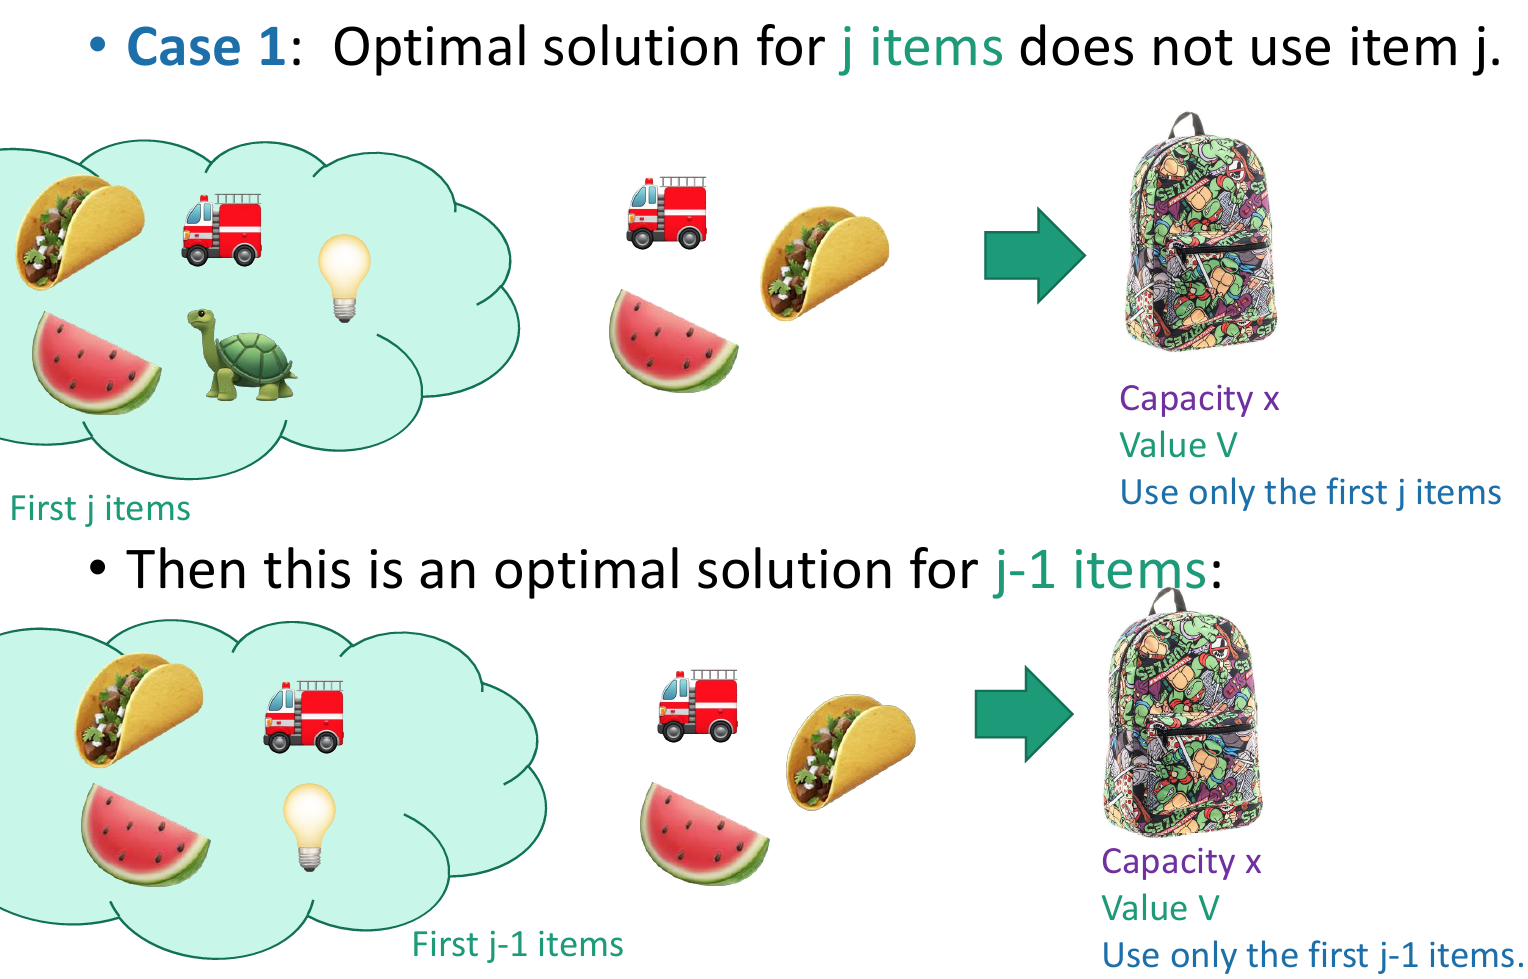 • Case 1: Optimal solution for j items does not use item j.
Capacity x
Value V
Use only the first j items
First j items
• Then this is an optimal solution for j-1 items:
Capacity x
Value V
First j-1 items
Use only the first j-1 items.